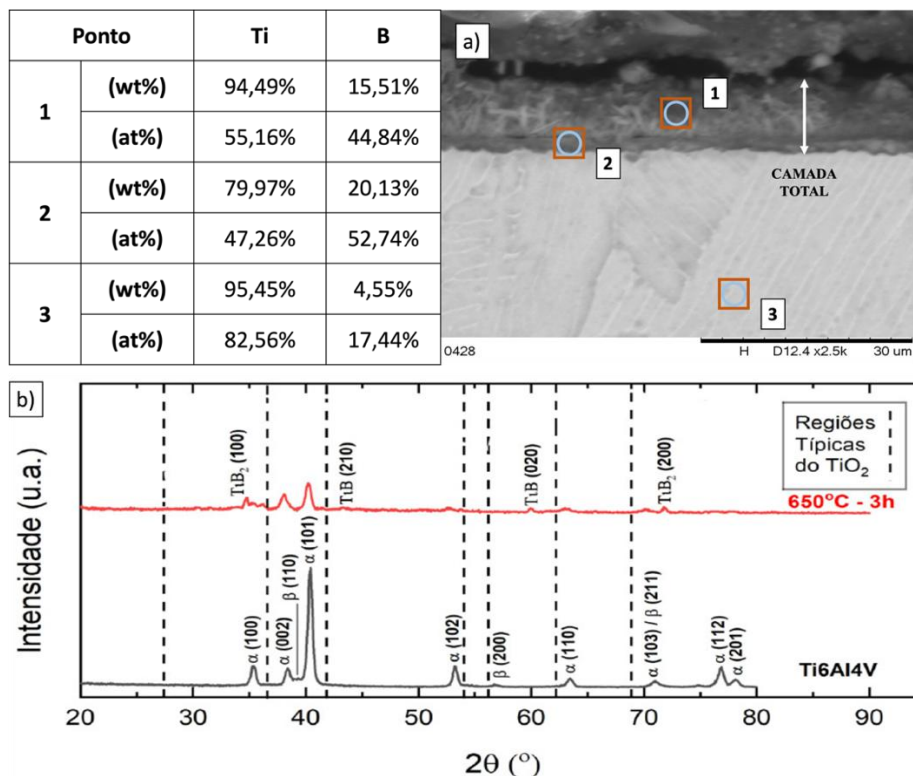 Ponto Ti B
1 (wt%) 94,49% 15,51%
(at%) 55,16% 44,84%
2 (wt%) 79,97% 20,13%
(at%) 47,26% 52,74%
3 (wt%) 95,45% 4,55%
(at%) 82,56% 17,44%
a)
1
2
CAMADA
TOTAL
3
0428 H D12.4 x2.5k 30 um
b)
Intensidade (u.a.)
TiB₂ (100)
TiB (210)
TiB (020)
TiB₂ (200)
Regiões
Típicas
do TiO₂
650°C - 3h
α (100)
α (002)
β (110)
α (101)
α (102)
β (200)
α (110)
α (103) / β (211)
α (112)
α (201)
Ti6Al4V
20 30 40 50 60 70 80 90
2θ (°)